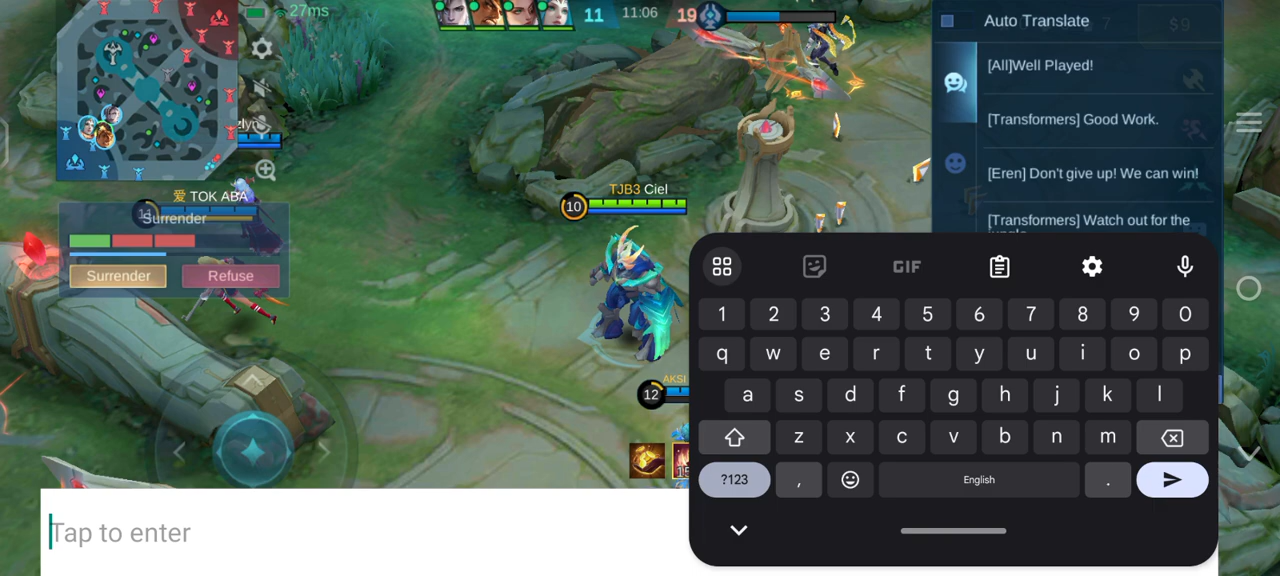 27ms
11 11:06 19
Auto Translate
[All]Well Played!
[Transformers] Good Work.
[Eren] Don't give up! We can win!
[Transformers] Watch out for the
爱 TOK ABA
TJB3 Ciel
10
Surrender
Surrender Refuse
AKSI
12
GIF
1 2 3 4 5 6 7 8 9 0
q w e r t y u i o p
a s d f g h j k l
z x c v b n m
?123 , English .
Tap to enter